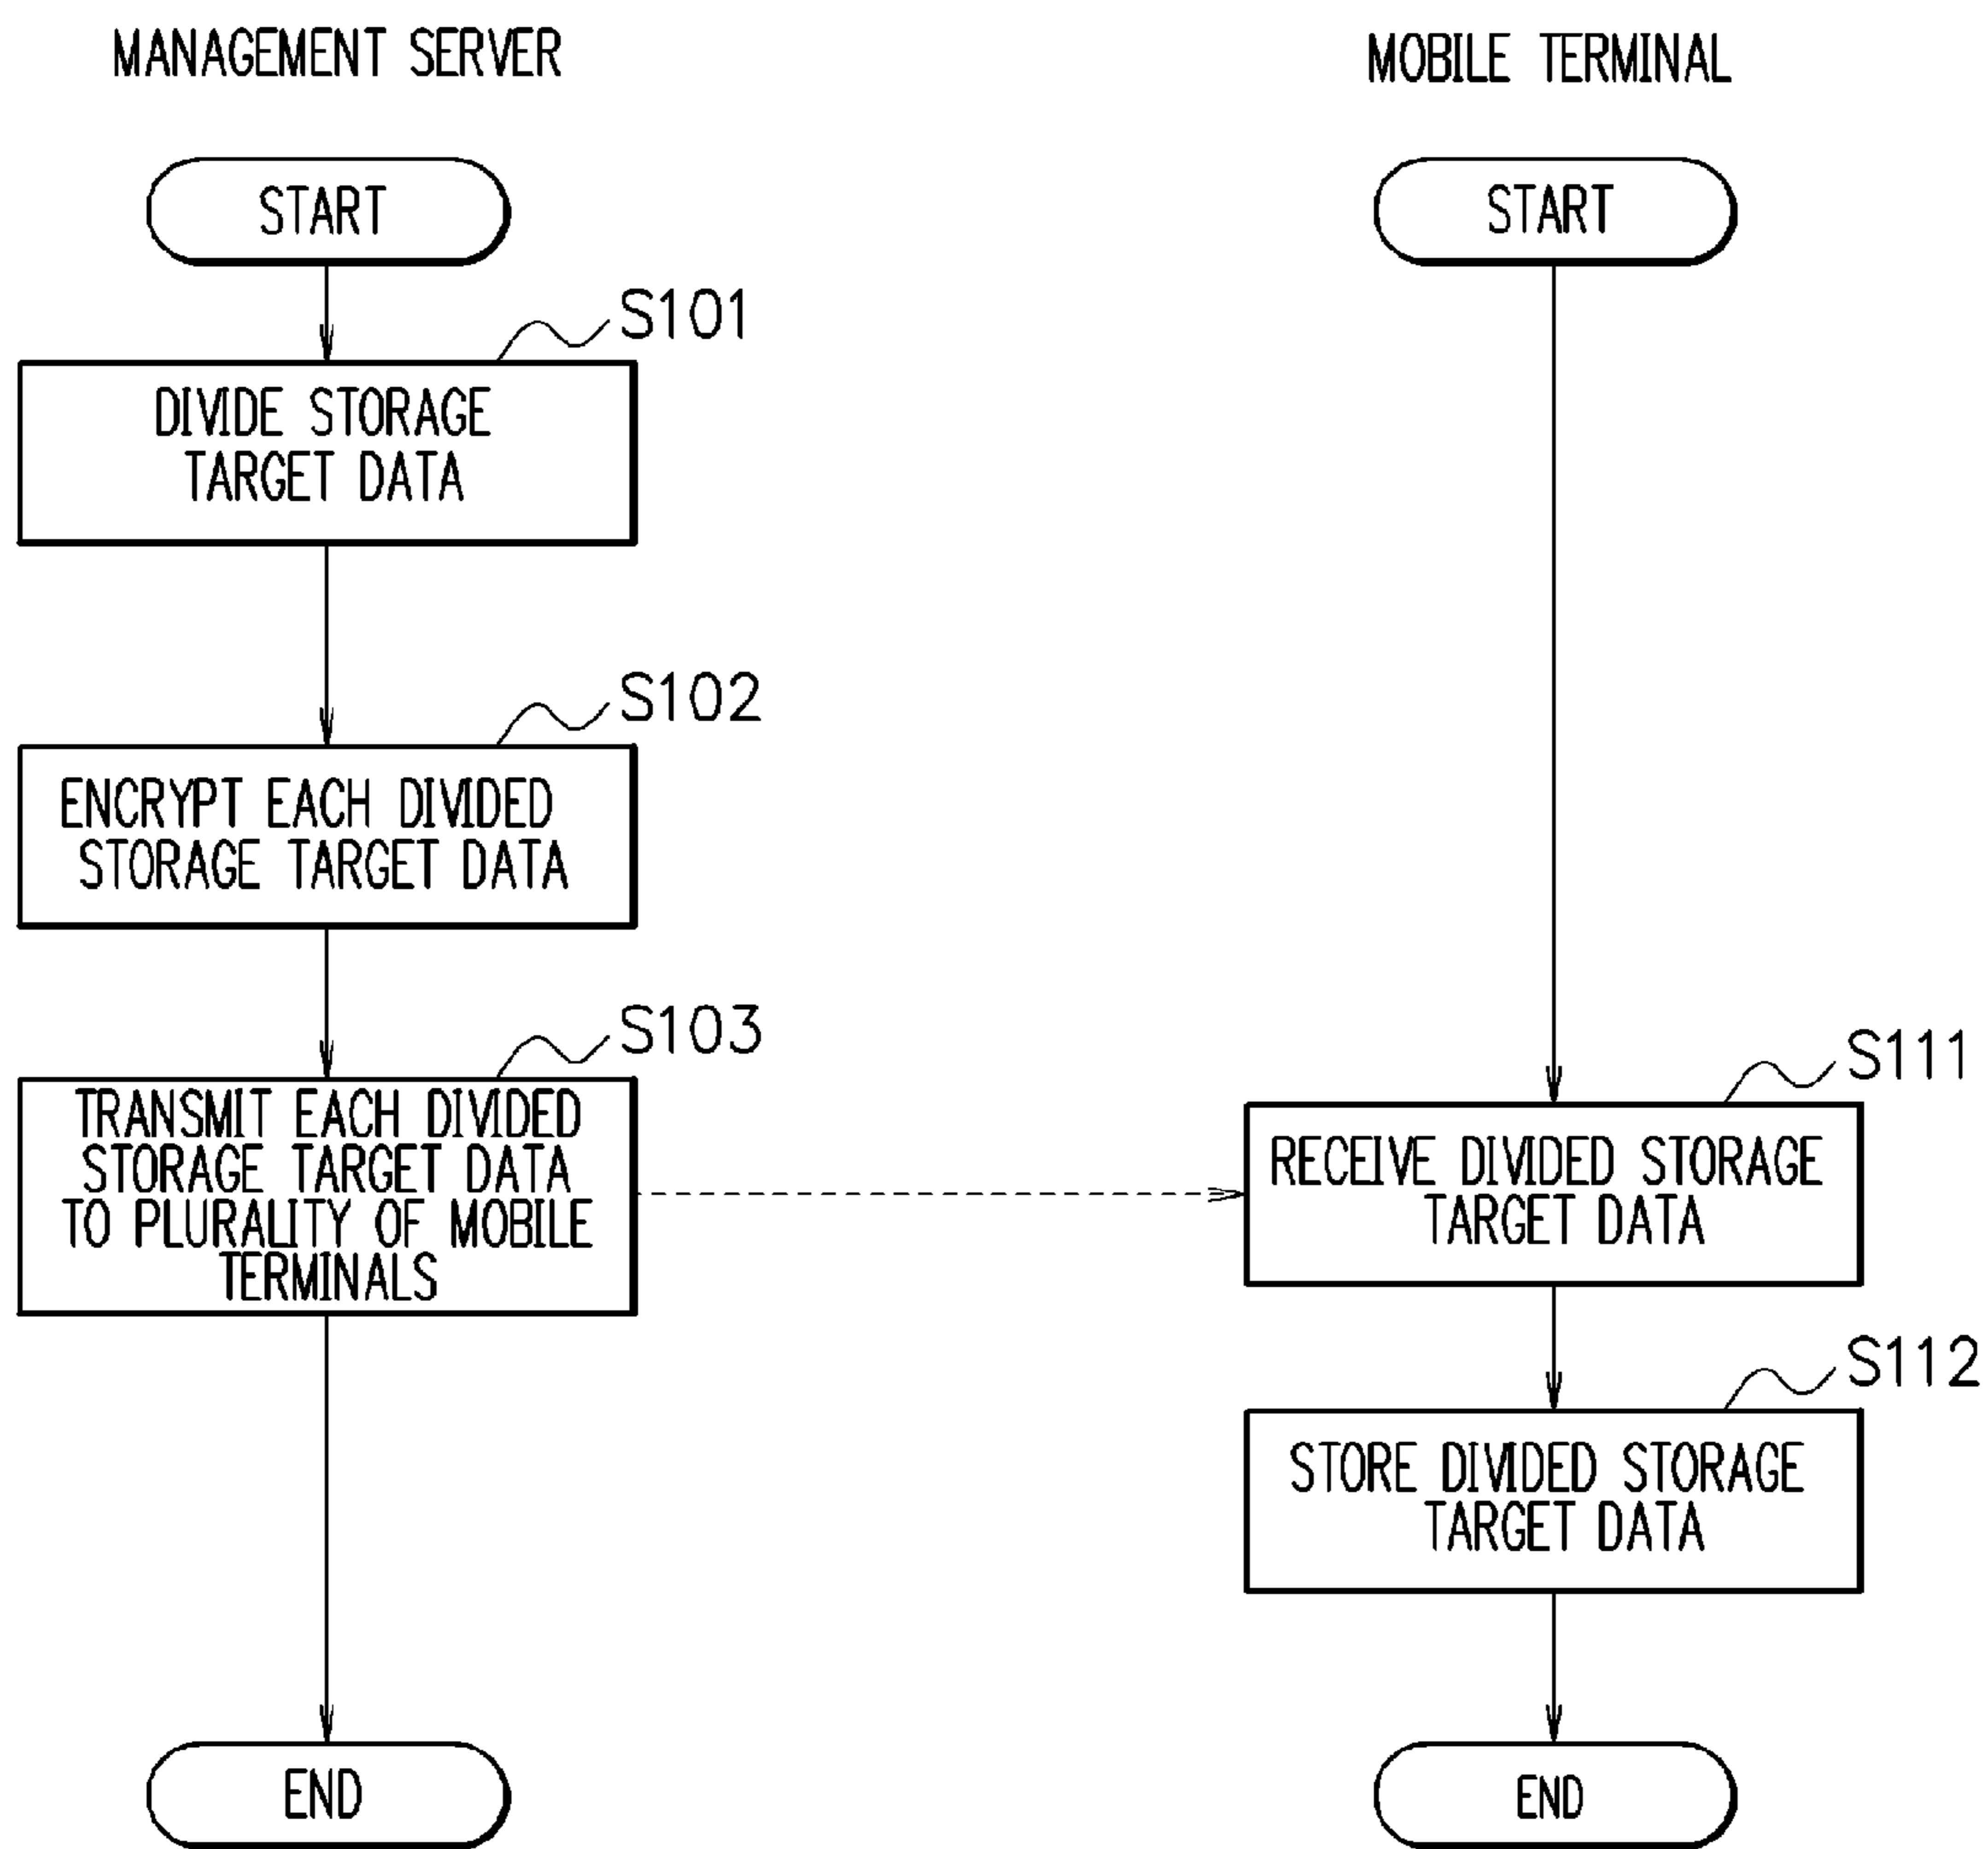 MANAGEMENT SERVER
START
S101
DIVIDE STORAGE
TARGET DATA
S102
ENCRYPT EACH DIVIDED
STORAGE TARGET DATA
S103
TRANSMIT EACH DIVIDED
STORAGE TARGET DATA
TO PLURALITY OF MOBILE
TERMINALS
END
MOBILE TERMINAL
START
S111
RECEIVE DIVIDED STORAGE
TARGET DATA
S112
STORE DIVIDED STORAGE
TARGET DATA
END